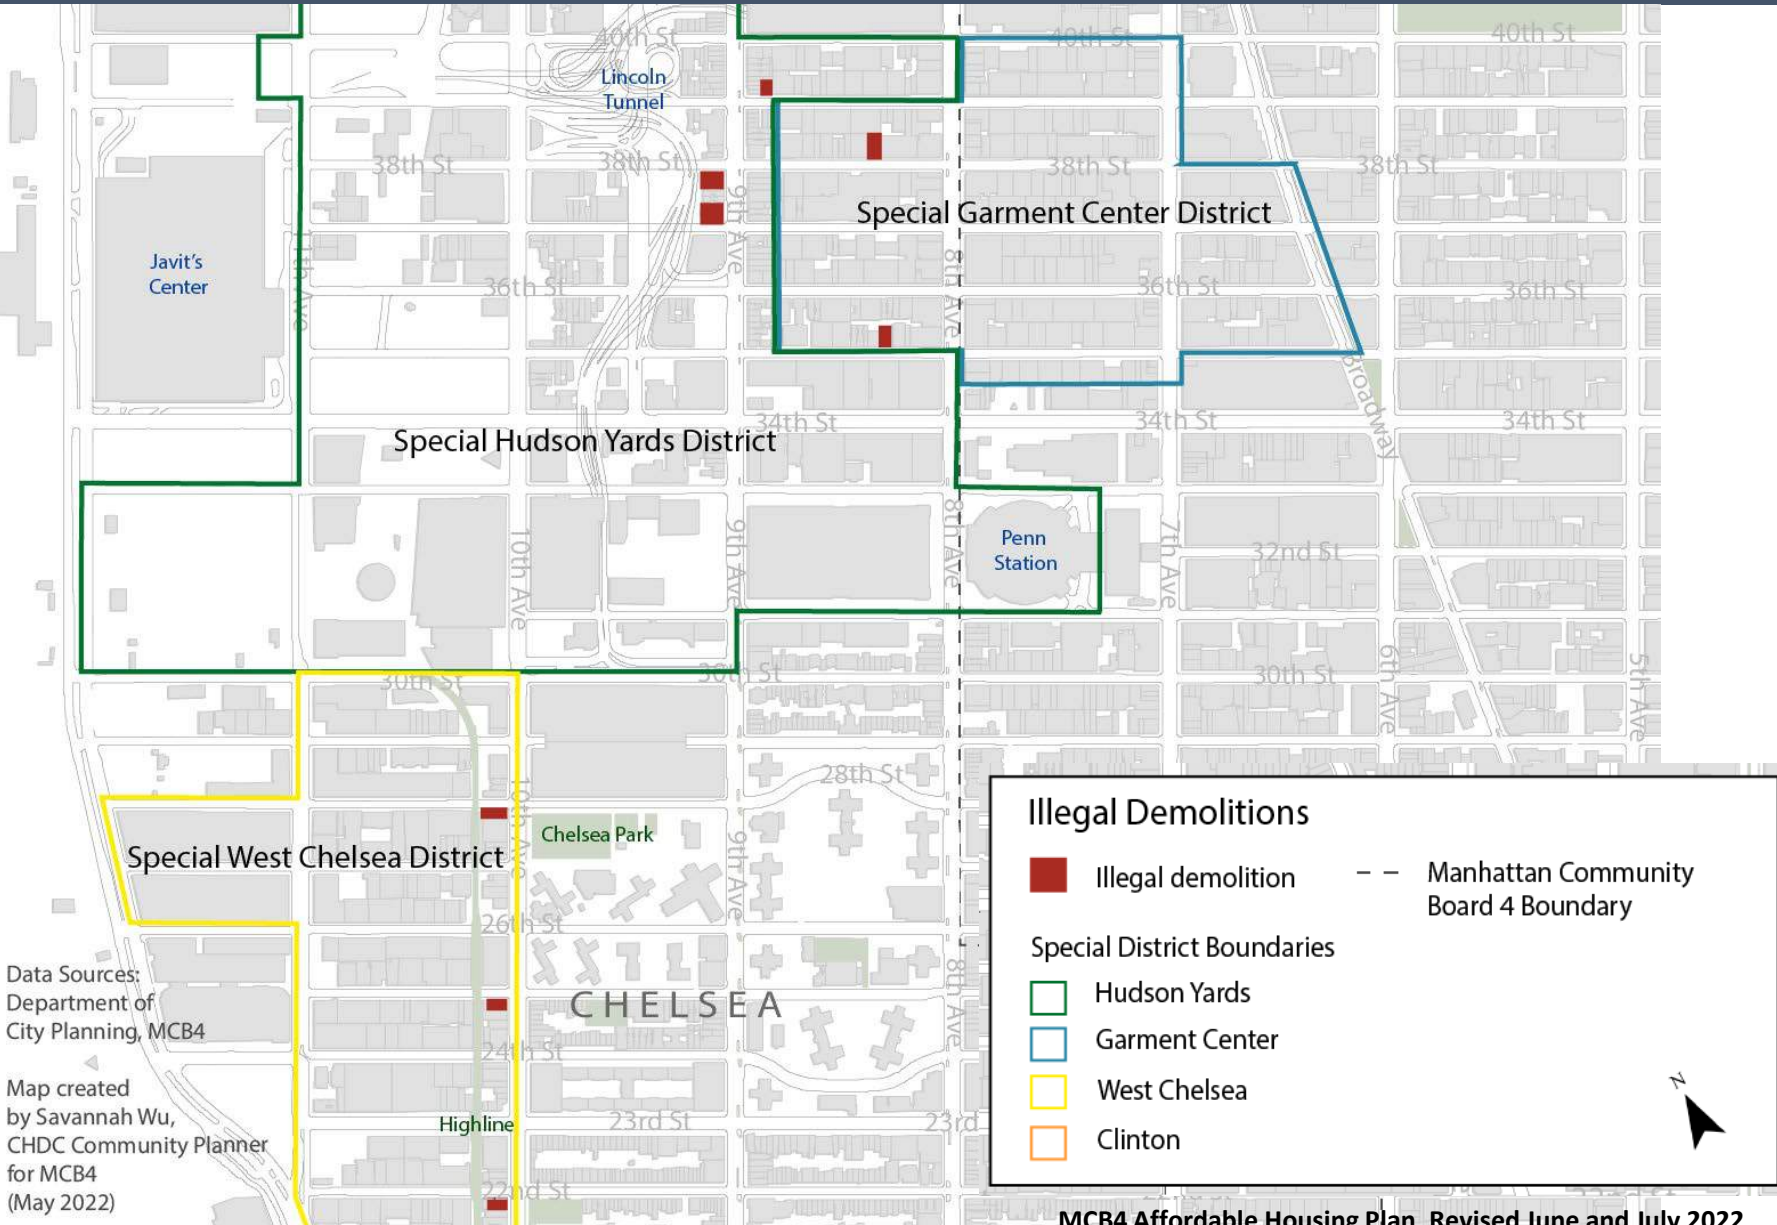 40th St
40th St
40th St
Lincoln
Tunnel
38th St
38th St
38th St
38th St
9th Ave
Special Garment Center District
Javit's
Center
11th Ave
8th Ave
36th St
36th St
36th St
Broadway
34th St
34th St
34th St
Special Hudson Yards District
10th Ave
9th Ave
8th Ave
Penn
Station
7th Ave
32nd St
30th St
30th St
30th St
6th Ave
5th Ave
28th St
10th Ave
Chelsea Park
9th Ave
Special West Chelsea District
26th St
8th Ave
CHELSEA
24th St
Highline
23rd St
23rd
22nd St
Data Sources:
Department of
City Planning, MCB4
Map created
by Savannah Wu,
CHDC Community Planner
for MCB4
(May 2022)
Illegal Demolitions
Illegal demolition
Manhattan Community
Board 4 Boundary
Special District Boundaries
Hudson Yards
Garment Center
West Chelsea
Clinton
N
MCB4 Affordable Housing Plan, Revised June and July 2022